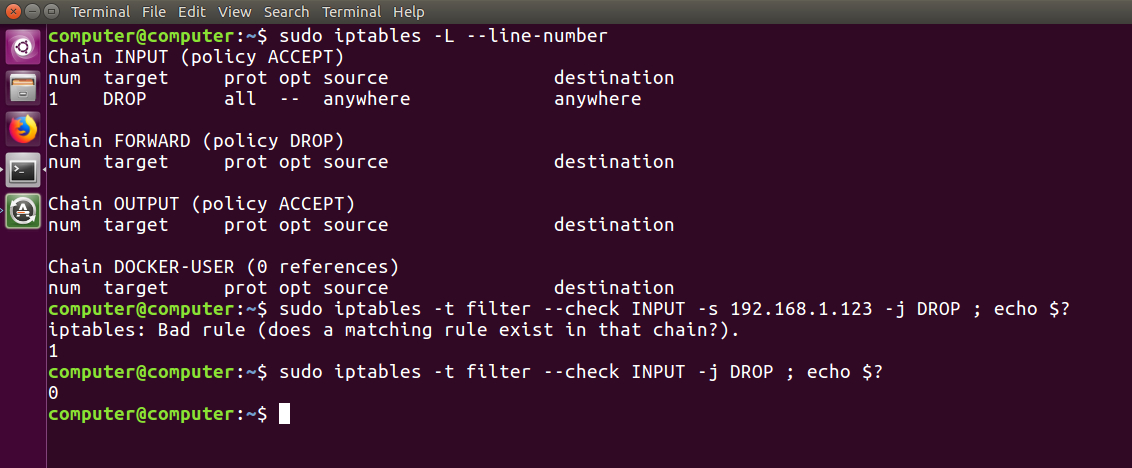 Terminal File Edit View Search Terminal Help
computer@computer:~$ sudo iptables -L --line-number
Chain INPUT (policy ACCEPT)
num  target     prot opt source               destination
1    DROP       all  --  anywhere             anywhere

Chain FORWARD (policy DROP)
num  target     prot opt source               destination

Chain OUTPUT (policy ACCEPT)
num  target     prot opt source               destination

Chain DOCKER-USER (0 references)
num  target     prot opt source               destination
computer@computer:~$ sudo iptables -t filter --check INPUT -s 192.168.1.123 -j DROP ; echo $?
iptables: Bad rule (does a matching rule exist in that chain?).
1
computer@computer:~$ sudo iptables -t filter --check INPUT -j DROP ; echo $?
0
computer@computer:~$